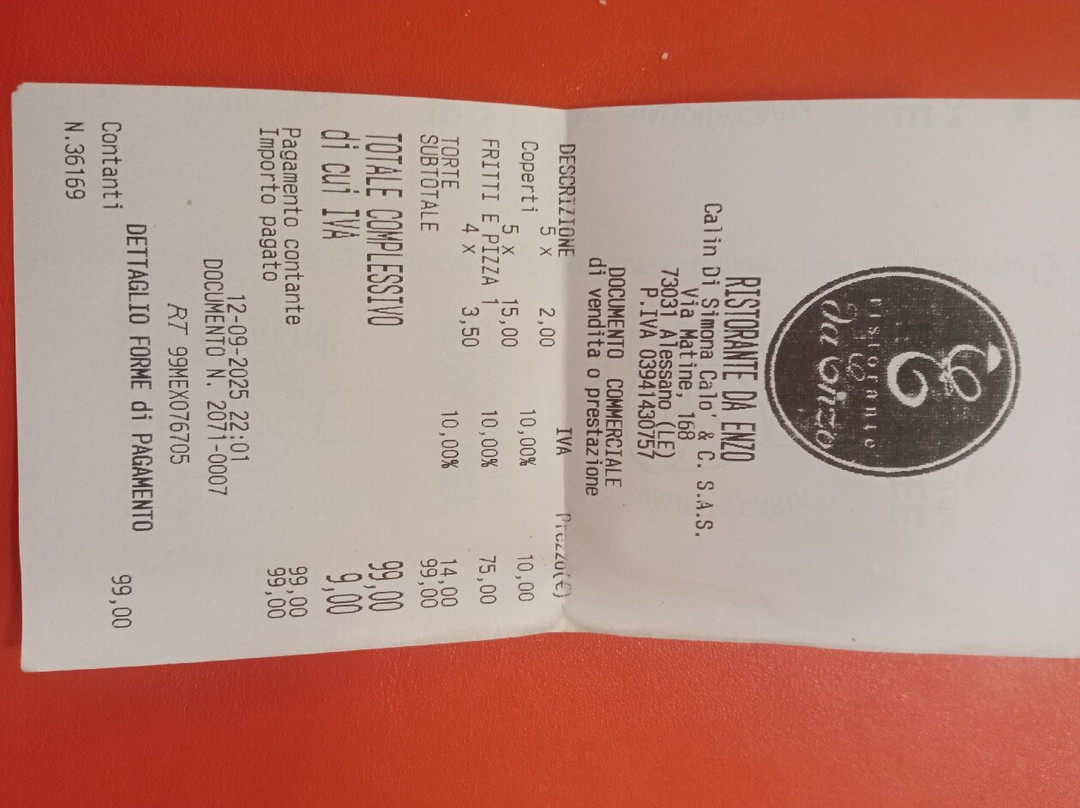 Ristorante
da Enzo
RISTORANTE DA ENZO
Calin Di Simona Calo' & C. S.A.S.
Via Matine, 168
73031 Alessano (LE)
P.IVA 03941430757
DOCUMENTO COMMERCIALE
di vendita o prestazione
DESCRIZIONE IVA Prezzo(€)
5 x 2,00
Coperti 10,00% 10,00
5 x 15,00
FRITTI E PIZZA 1 10,00% 75,00
4 x 3,50
TORTE 10,00% 14,00
SUBTOTALE 99,00
TOTALE COMPLESSIVO 99,00
di cui IVA 9,00
Pagamento contante 99,00
Importo pagato 99,00
12-09-2025 22:01
DOCUMENTO N. 2071-0007
RT 99MEX076705
DETTAGLIO FORME di PAGAMENTO
Contanti 99,00
N.36169